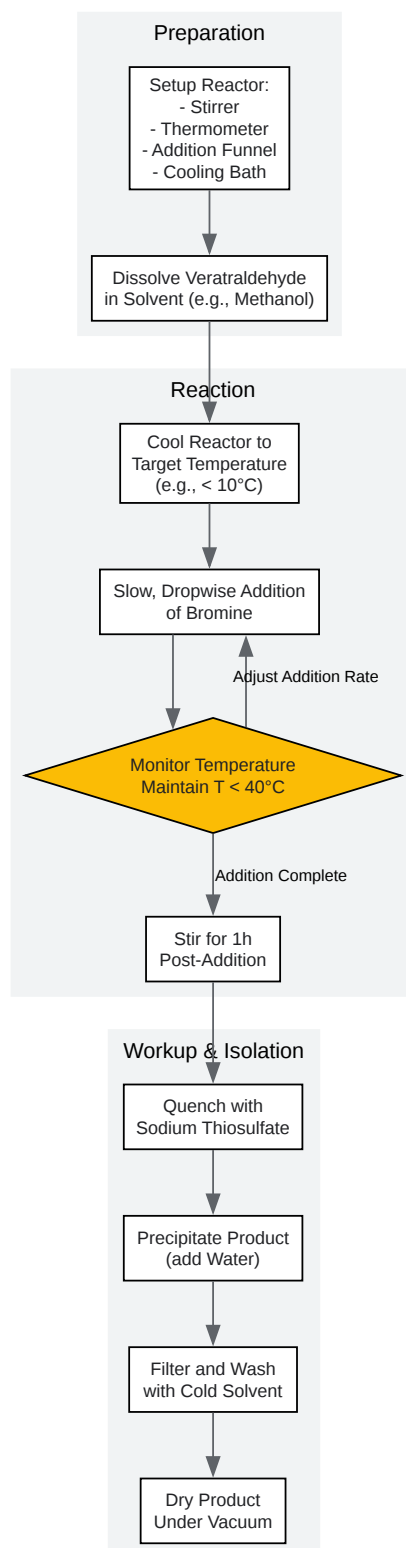 Preparation
Setup Reactor:
- Stirrer
- Thermometer
- Addition Funnel
- Cooling Bath
Dissolve Veratraldehyde
in Solvent (e.g., Methanol)
Reaction
Cool Reactor to
Target Temperature
(e.g., < 10°C)
Slow, Dropwise Addition
of Bromine
Adjust Addition Rate
Monitor Temperature
Maintain T < 40°C
Addition Complete
Stir for 1h
Post-Addition
Workup & Isolation
Quench with
Sodium Thiosulfate
Precipitate Product
(add Water)
Filter and Wash
with Cold Solvent
Dry Product
Under Vacuum